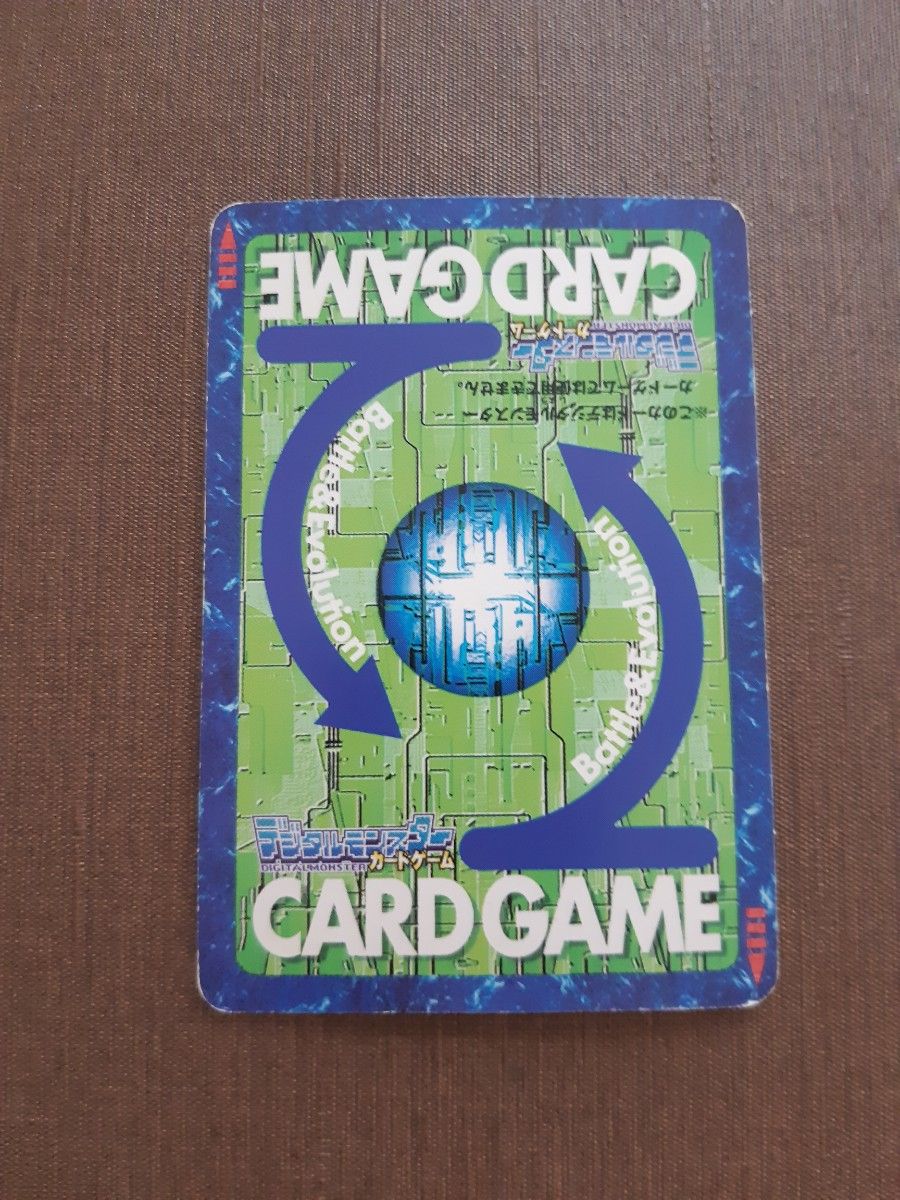 CARD GAME
デジタルモンスター
DIGITALMONSTER
カードゲーム
※このカードはデジタルモンスター
カードゲームでは使用できません。
Battle&Evolution
Battle&Evolution
デジタルモンスター
DIGITALMONSTER
カードゲーム
CARD GAME